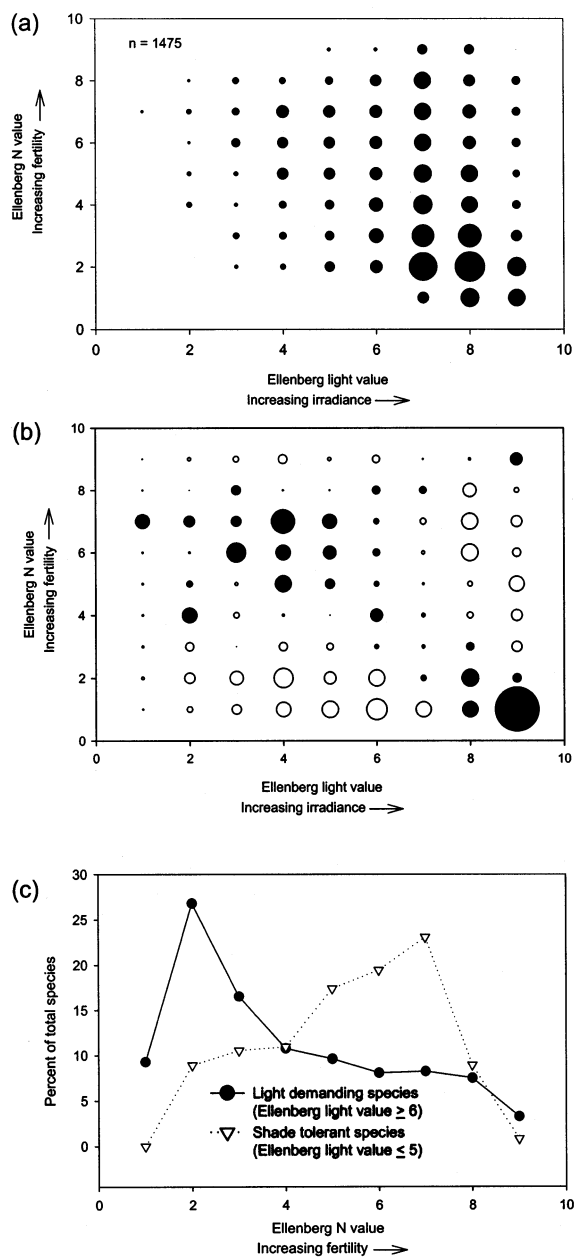 (a)
n = 1475
10
8
6
4
2
0
Ellenberg N value
Increasing fertility
0 2 4 6 8 10
Ellenberg light value
Increasing irradiance
(b)
10
8
6
4
2
0
Ellenberg N value
Increasing fertility
0 2 4 6 8 10
Ellenberg light value
Increasing irradiance
(c)
30
25
20
15
10
5
0
Percent of total species
Light demanding species
(Ellenberg light value ≥ 6)
Shade tolerant species
(Ellenberg light value ≤ 5)
0 2 4 6 8 10
Ellenberg N value
Increasing fertility